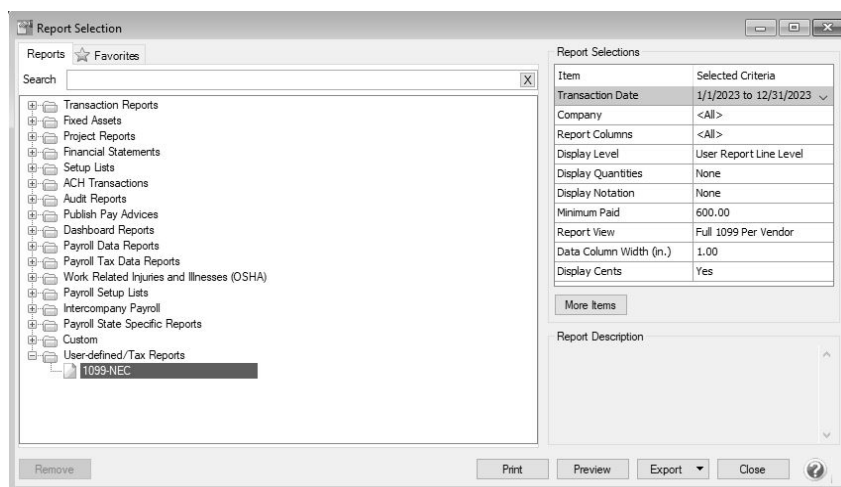 Report Selection
Reports Favorites
Search X
Transaction Reports
Fixed Assets
Project Reports
Financial Statements
Setup Lists
ACH Transactions
Audit Reports
Publish Pay Advices
Dashboard Reports
Payroll Data Reports
Payroll Tax Data Reports
Work Related Injuries and Illnesses (OSHA)
Payroll Setup Lists
Intercompany Payroll
Payroll State Specific Reports
Custom
User-defined/Tax Reports
1099-NEC
Report Selections
Item Selected Criteria
Transaction Date 1/1/2023 to 12/31/2023
Company <All>
Report Columns <All>
Display Level User Report Line Level
Display Quantities None
Display Notation None
Minimum Paid 600.00
Report View Full 1099 Per Vendor
Data Column Width (in.) 1.00
Display Cents Yes
More Items
Report Description
Remove Print Preview Export Close ?